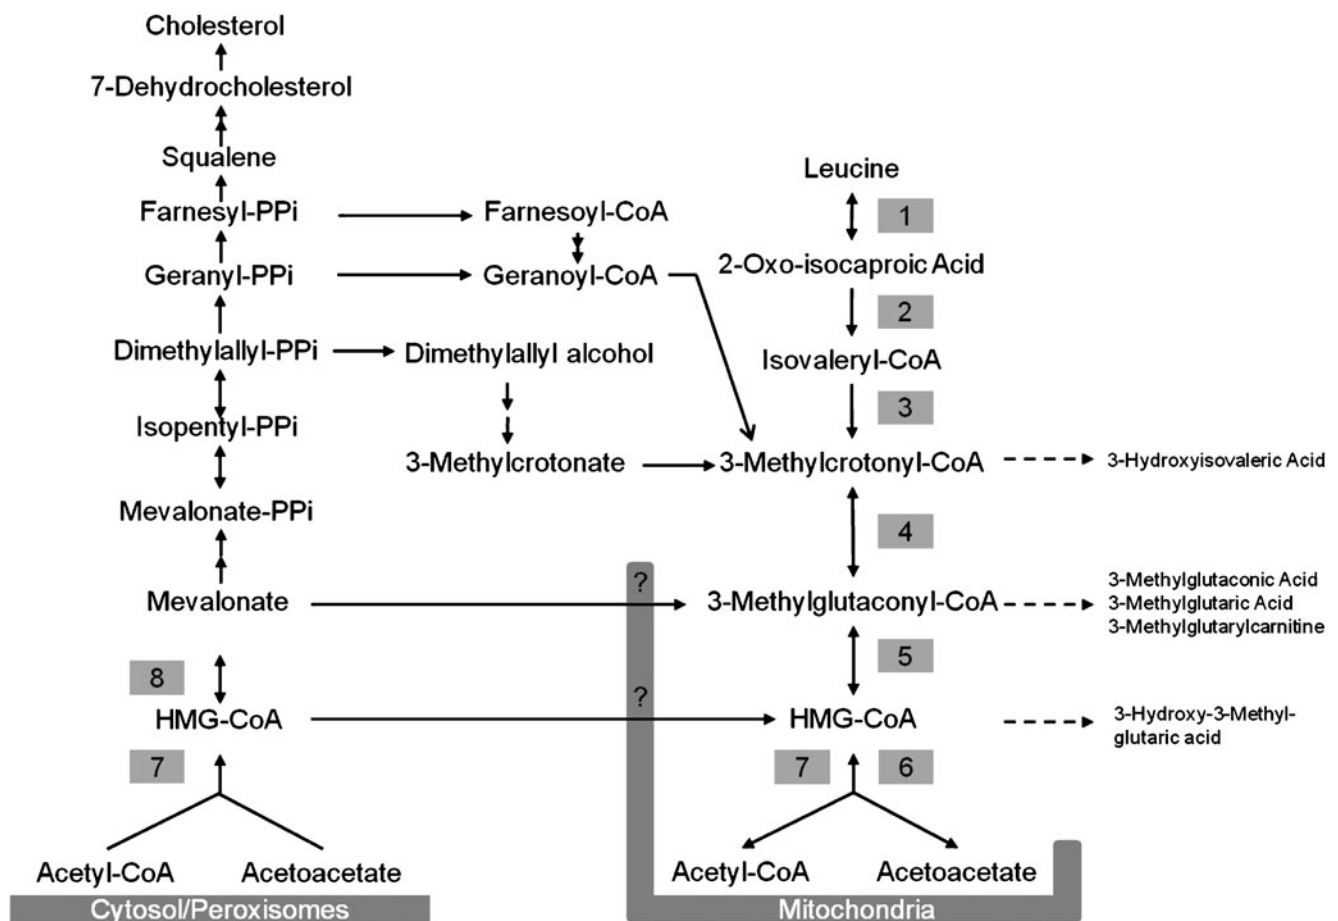 Cholesterol
7-Dehydrocholesterol
Squalene
Leucine
Farnesyl-PPi
Farnesoyl-CoA
1
Geranyl-PPi
Geranoyl-CoA
2-Oxo-isocaproic Acid
2
Dimethylallyl-PPi
Dimethylallyl alcohol
Isovaleryl-CoA
3
Isopentyl-PPi
3-Methylcrotonate
3-Methylcrotonyl-CoA
3-Hydroxyisovaleric Acid
Mevalonate-PPi
4
?
Mevalonate
3-Methylglutaconyl-CoA
3-Methylglutaconic Acid
3-Methylglutaric Acid
3-Methylglutarylcarnitine
8
5
?
HMG-CoA
HMG-CoA
3-Hydroxy-3-Methyl-
glutaric acid
7
7
6
Acetyl-CoA
Acetoacetate
Acetyl-CoA
Acetoacetate
Cytosol/Peroxisomes
Mitochondria